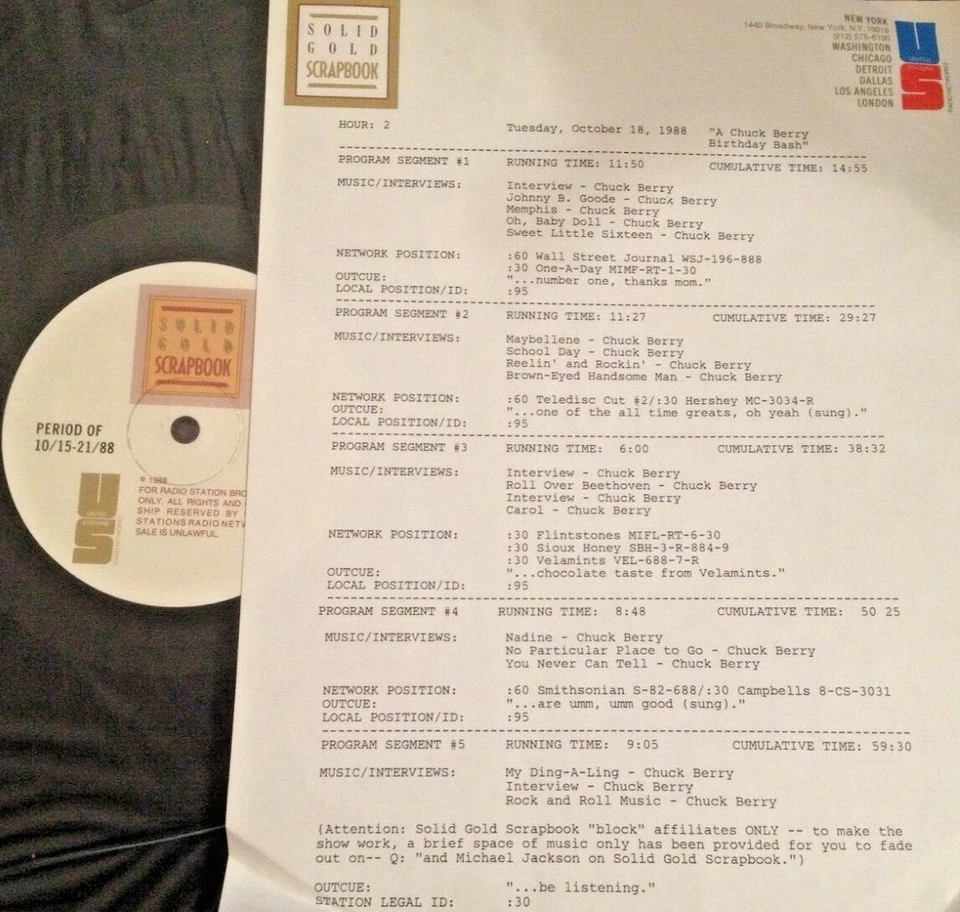 SOLID
GOLD
SCRAPBOOK
NEW YORK
1440 Broadway, New York, N.Y. 10018
(212) 575-6100
WASHINGTON
CHICAGO
DETROIT
DALLAS
LOS ANGELES
LONDON
UNITED
STATIONS
RADIO NETWORKS
HOUR: 2 Tuesday, October 18, 1988 "A Chuck Berry
Birthday Bash"
PROGRAM SEGMENT #1 RUNNING TIME: 11:50 CUMULATIVE TIME: 14:55
MUSIC/INTERVIEWS: Interview - Chuck Berry
Johnny B. Goode - Chuck Berry
Memphis - Chuck Berry
Oh, Baby Doll - Chuck Berry
Sweet Little Sixteen - Chuck Berry
NETWORK POSITION: :60 Wall Street Journal WSJ-196-888
:30 One-A-Day MIMF-RT-1-30
OUTCUE: "...number one, thanks mom."
LOCAL POSITION/ID: :95
PROGRAM SEGMENT #2 RUNNING TIME: 11:27 CUMULATIVE TIME: 29:27
MUSIC/INTERVIEWS: Maybellene - Chuck Berry
School Day - Chuck Berry
Reelin' and Rockin' - Chuck Berry
Brown-Eyed Handsome Man - Chuck Berry
NETWORK POSITION: :60 Teledisc Cut #2/:30 Hershey MC-3034-R
OUTCUE: "...one of the all time greats, oh yeah (sung)."
LOCAL POSITION/ID: :95
PROGRAM SEGMENT #3 RUNNING TIME: 6:00 CUMULATIVE TIME: 38:32
MUSIC/INTERVIEWS: Interview - Chuck Berry
Roll Over Beethoven - Chuck Berry
Interview - Chuck Berry
Carol - Chuck Berry
NETWORK POSITION: :30 Flintstones MIFL-RT-6-30
:30 Sioux Honey SBH-3-R-884-9
:30 Velamints VEL-688-7-R
OUTCUE: "...chocolate taste from Velamints."
LOCAL POSITION/ID: :95
PROGRAM SEGMENT #4 RUNNING TIME: 8:48 CUMULATIVE TIME: 50 25
MUSIC/INTERVIEWS: Nadine - Chuck Berry
No Particular Place to Go - Chuck Berry
You Never Can Tell - Chuck Berry
NETWORK POSITION: :60 Smithsonian S-82-688/:30 Campbells 8-CS-3031
OUTCUE: "...are umm, umm good (sung)."
LOCAL POSITION/ID: :95
PROGRAM SEGMENT #5 RUNNING TIME: 9:05 CUMULATIVE TIME: 59:30
MUSIC/INTERVIEWS: My Ding-A-Ling - Chuck Berry
Interview - Chuck Berry
Rock and Roll Music - Chuck Berry
(Attention: Solid Gold Scrapbook "block" affiliates ONLY -- to make the
show work, a brief space of music only has been provided for you to fade
out on-- Q: "and Michael Jackson on Solid Gold Scrapbook.")
OUTCUE: "...be listening."
STATION LEGAL ID: :30
SOLID
GOLD
SCRAPBOOK
PERIOD OF
10/15-21/88
US
UNITED
STATIONS
© 1988
FOR RADIO STATION BRO
ONLY. ALL RIGHTS AND
SHIP RESERVED BY
STATIONS RADIO NETW
SALE IS UNLAWFUL.